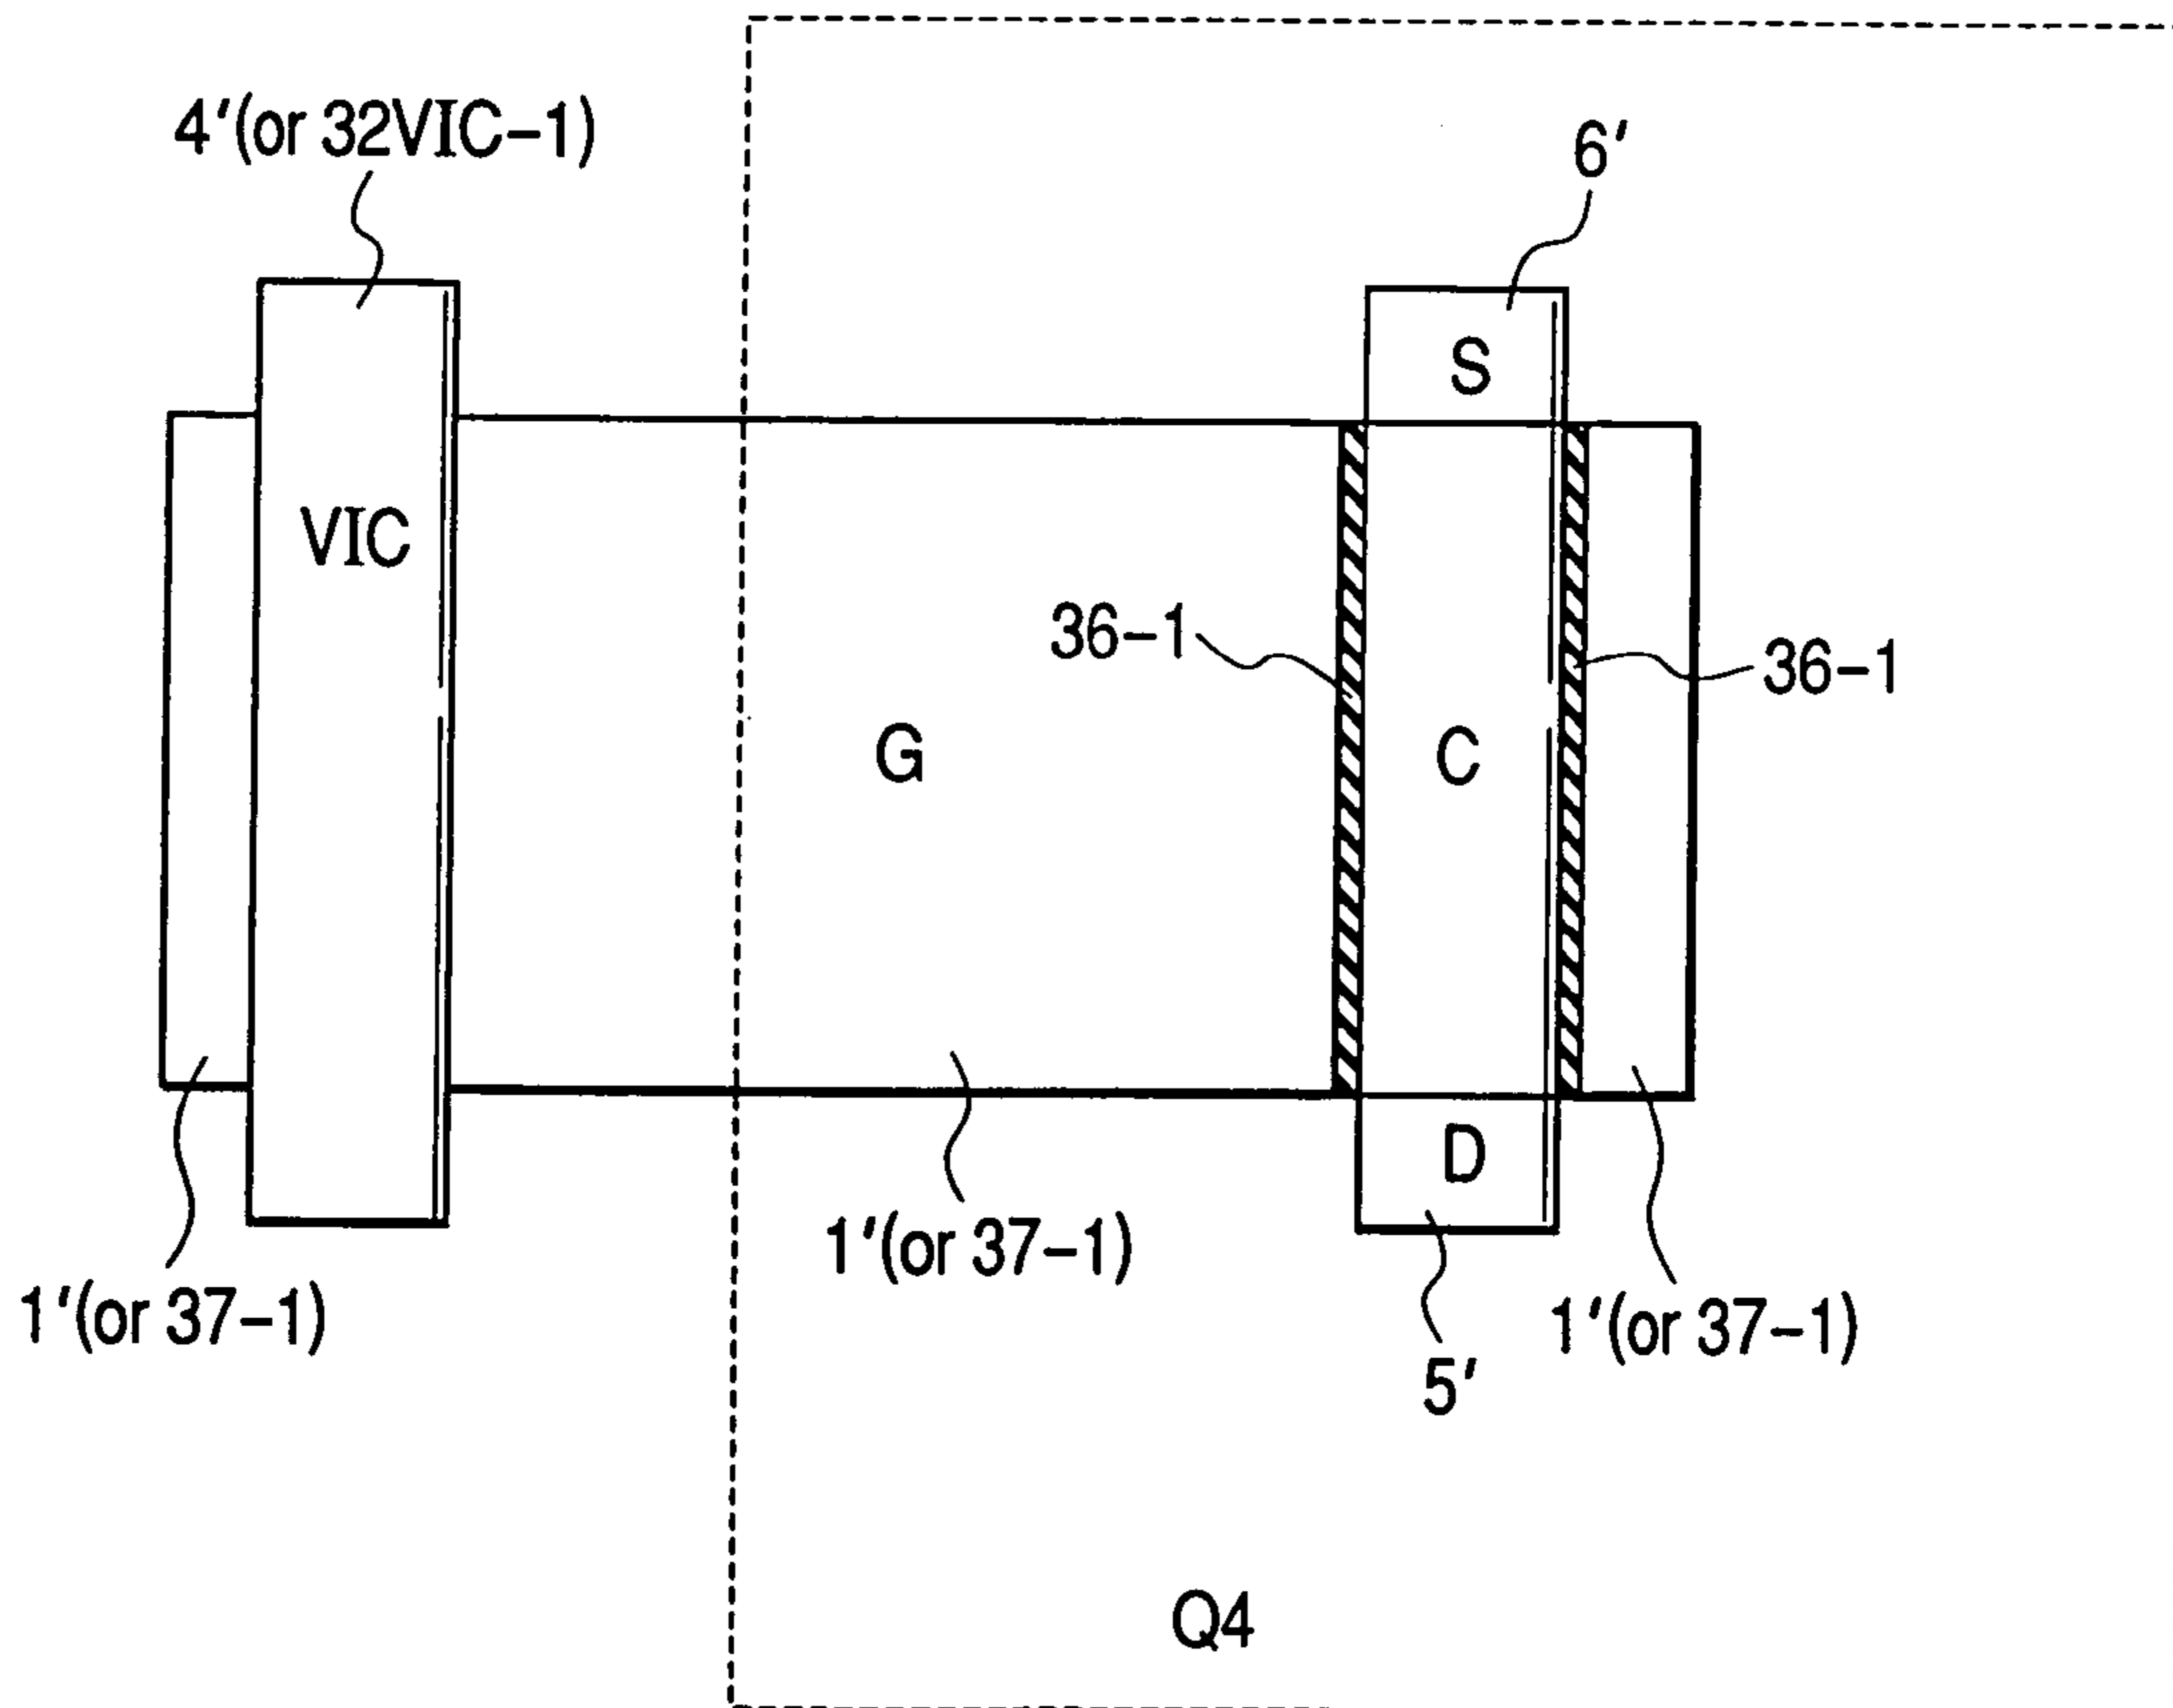 4'(or 32VIC-1)
6'
S
VIC
36-1
36-1
G
C
D
1'(or 37-1)
1'(or 37-1)
1'(or 37-1)
5'
Q4